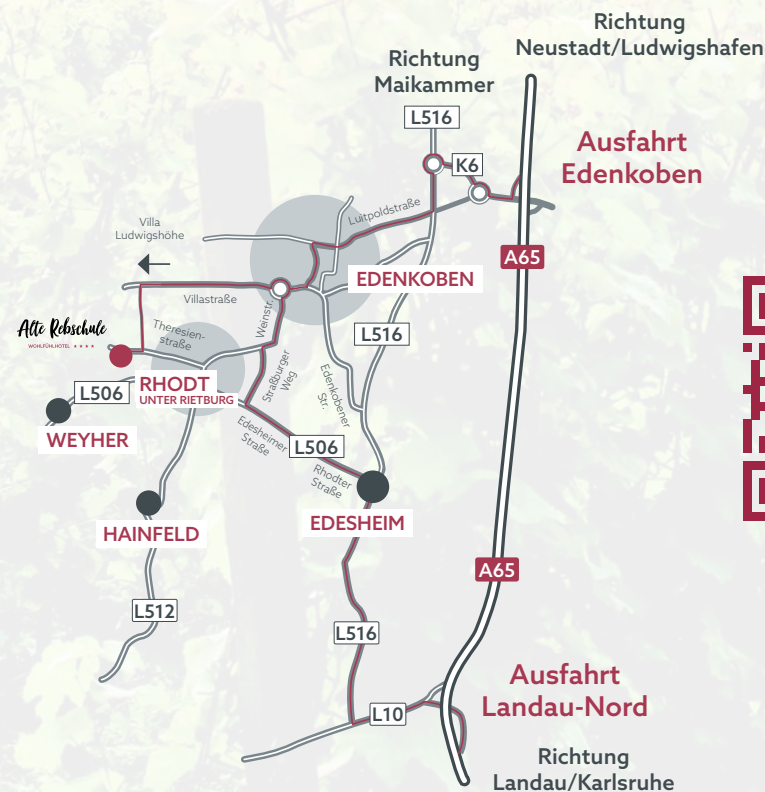 Richtung
Neustadt/Ludwigshafen
Richtung
Maikammer
L516
Ausfahrt
Edenkoben
K6
Luitpoldstraße
Villa
Ludwigshöhe
A65
EDENKOBEN
Villastraße
Weinstr.
L516
Alte Rebschule
WOHLFÜHLHOTEL ★★★★
Theresien-
straße
Straßburger
Weg
Edenkobener
Str.
RHODT
UNTER RIETBURG
L506
WEYHER
Edesheimer
Straße
L506
Rhodter
Straße
EDESHEIM
HAINFELD
A65
L512
L516
Ausfahrt
Landau-Nord
L10
Richtung
Landau/Karlsruhe